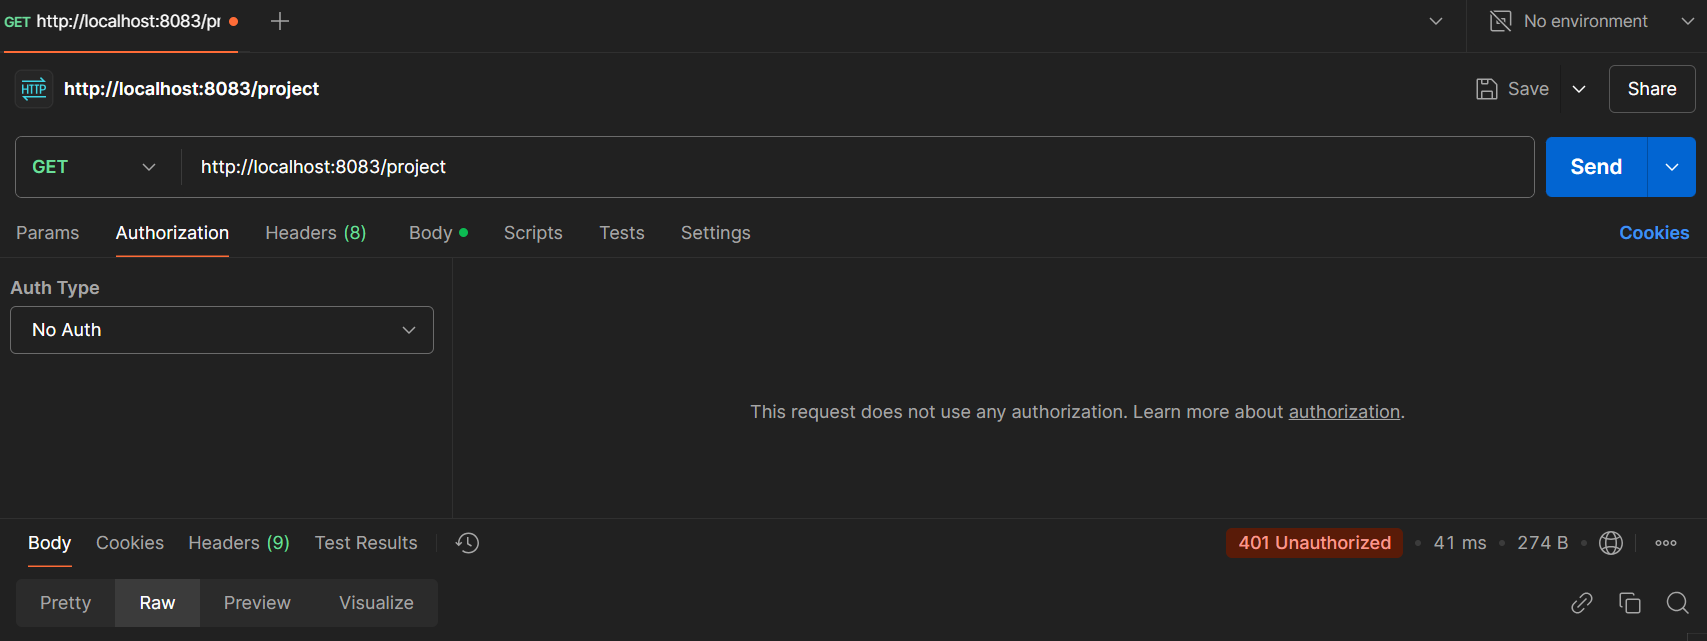 GET http://localhost:8083/pr
No environment
HTTP http://localhost:8083/project
Save
Share
GET http://localhost:8083/project
Send
Params Authorization Headers (8) Body Scripts Tests Settings Cookies
Auth Type
No Auth
This request does not use any authorization. Learn more about authorization.
Body Cookies Headers (9) Test Results 401 Unauthorized • 41 ms • 274 B
Pretty Raw Preview Visualize